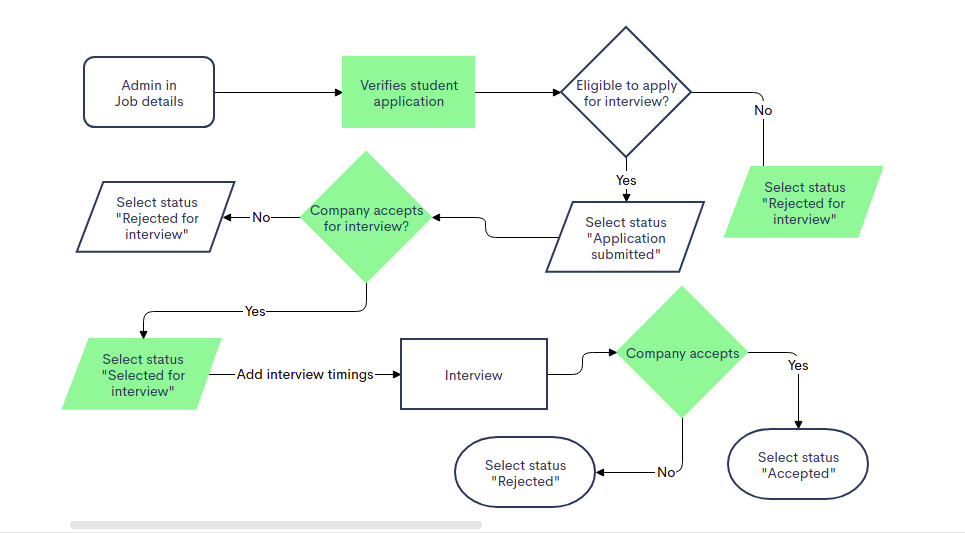 Admin in
Job details
Verifies student
application
Eligible to apply
for interview?
No
Yes
Select status
"Rejected for
interview"
Select status
"Application
submitted"
Company accepts
for interview?
No
Select status
"Rejected for
interview"
Yes
Select status
"Selected for
interview"
Add interview timings
Interview
Company accepts
Yes
Select status
"Accepted"
No
Select status
"Rejected"